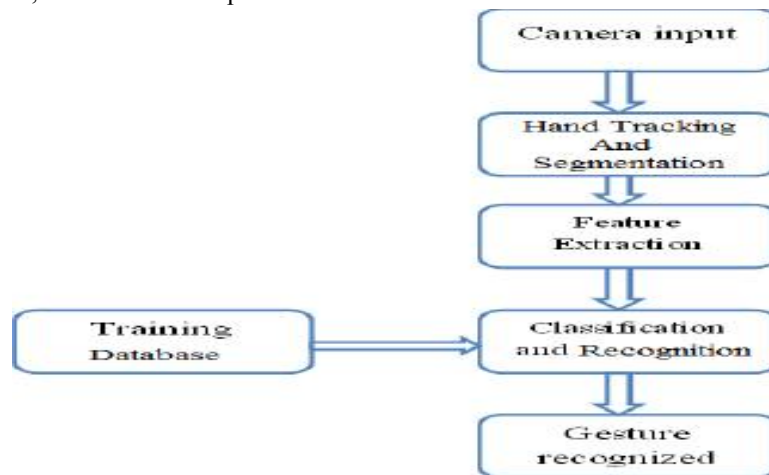 Camera input
Hand Tracking
And
Segmentation
Feature
Extraction
Training
Database
Classification
and Recognition
Gesture
recognized